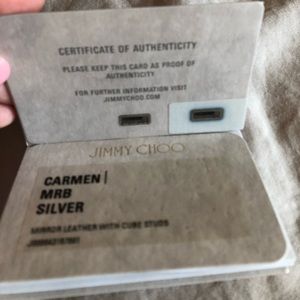 CERTIFICATE OF AUTHENTICITY
PLEASE KEEP THIS CARD AS PROOF OF
AUTHENTICITY
FOR FURTHER INFORMATION VISIT
JIMMYCHOO.COM
JIMMY CHOO
CARMEN |
MRB
SILVER
MIRROR LEATHER WITH CUBE STUDS